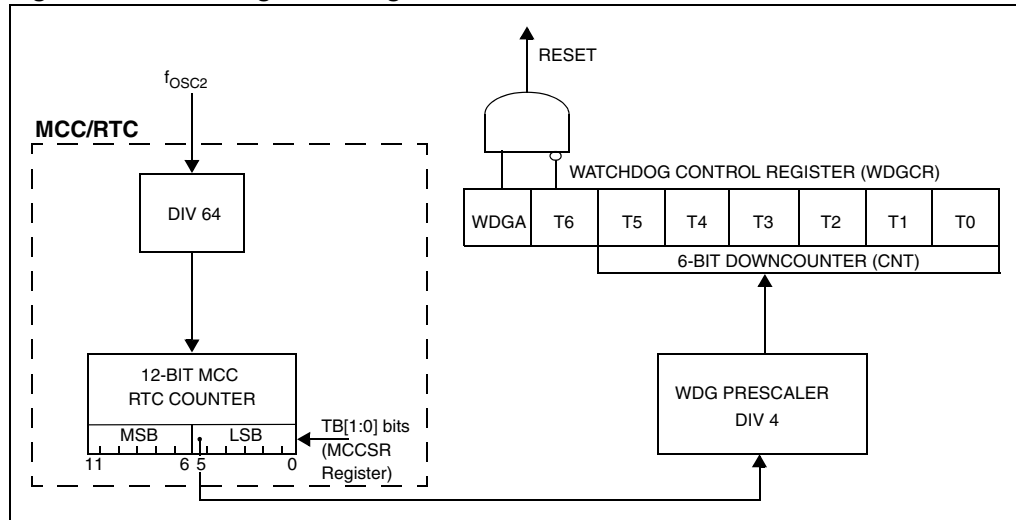 RESET
fOSC2
MCC/RTC
DIV 64
12-BIT MCC
RTC COUNTER
MSB LSB
11 6 5 0
TB[1:0] bits
(MCCSR
Register)
WATCHDOG CONTROL REGISTER (WDGCR)
WDGA T6 T5 T4 T3 T2 T1 T0
6-BIT DOWNCOUNTER (CNT)
WDG PRESCALER
DIV 4